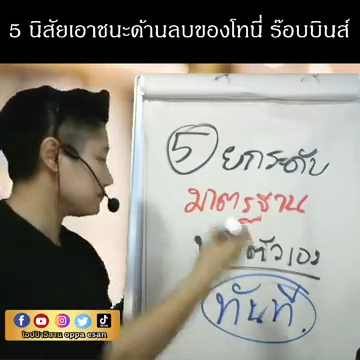 5 นิสัยเอาชนะด้านลบของโทนี่ ร๊อบบินส์
5 ยกระดับ
มาตรฐาน
ตัวเอง
ทันที.
โอปป้าอีสาน oppa esan